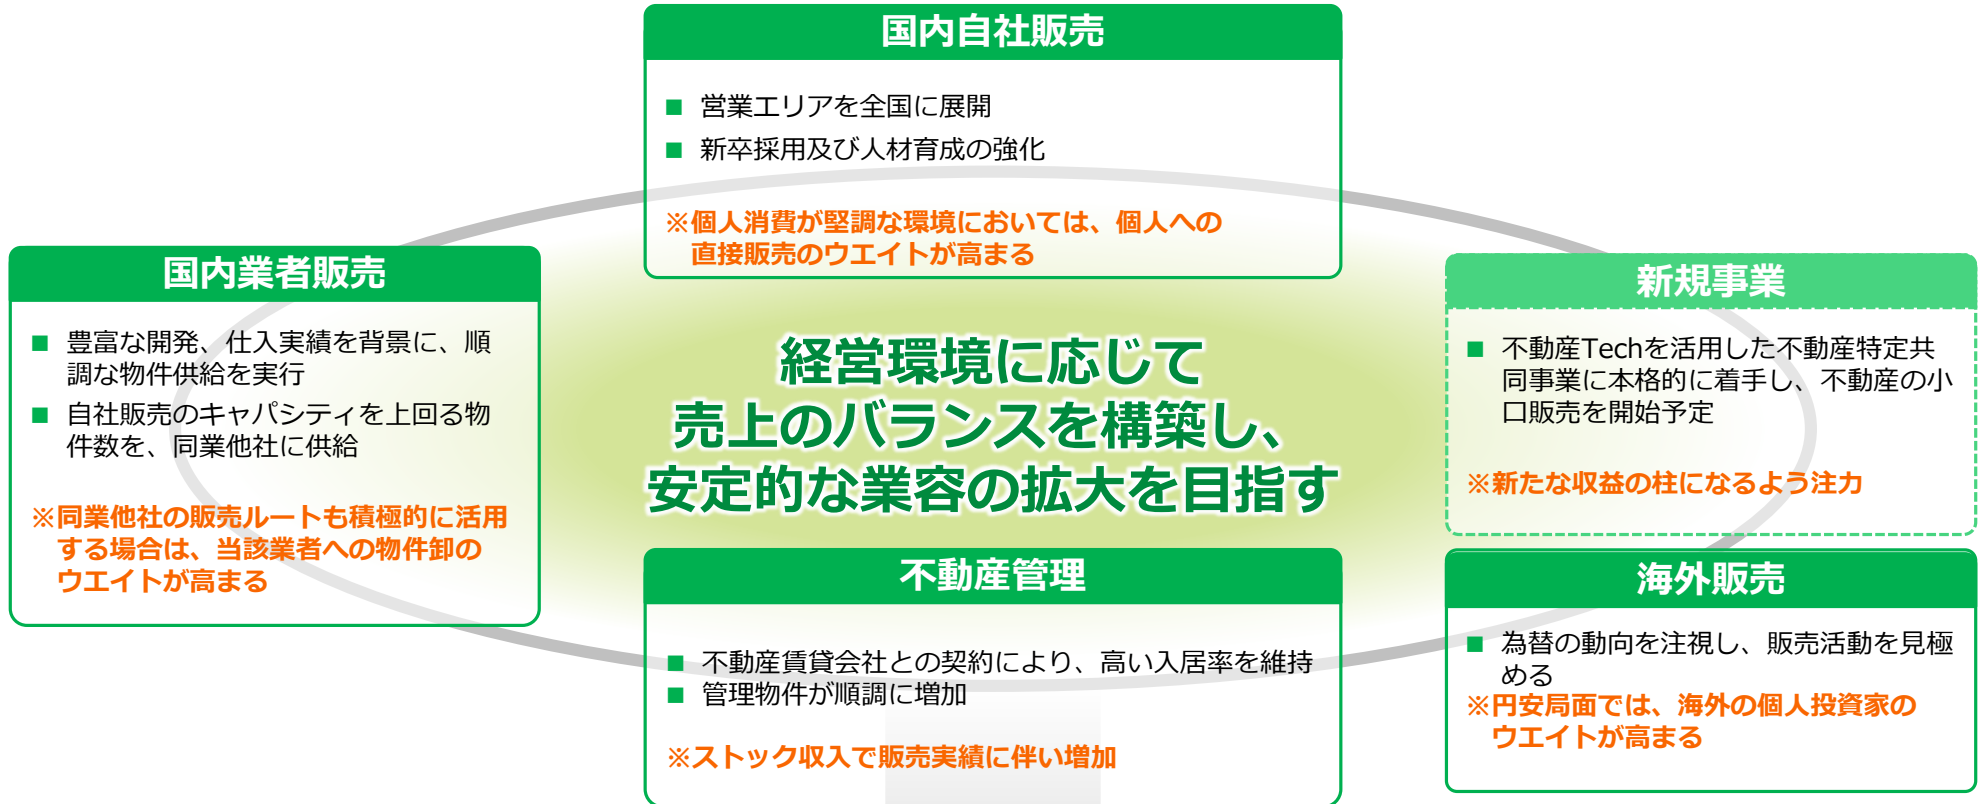 国内自社販売
■ 営業エリアを全国に展開
■ 新卒採用及び人材育成の強化
※個人消費が堅調な環境においては、個人への
直接販売のウエイトが高まる
国内業者販売
■ 豊富な開発、仕入実績を背景に、順
調な物件供給を実行
■ 自社販売のキャパシティを上回る物
件数を、同業他社に供給
※同業他社の販売ルートも積極的に活用
する場合は、当該業者への物件卸の
ウエイトが高まる
経営環境に応じて
売上のバランスを構築し、
安定的な業容の拡大を目指す
新規事業
■ 不動産Techを活用した不動産特定共
同事業に本格的に着手し、不動産の小
口販売を開始予定
※新たな収益の柱になるよう注力
不動産管理
■ 不動産賃貸会社との契約により、高い入居率を維持
■ 管理物件が順調に増加
※ストック収入で販売実績に伴い増加
海外販売
■ 為替の動向を注視し、販売活動を見極
める
※円安局面では、海外の個人投資家の
ウエイトが高まる